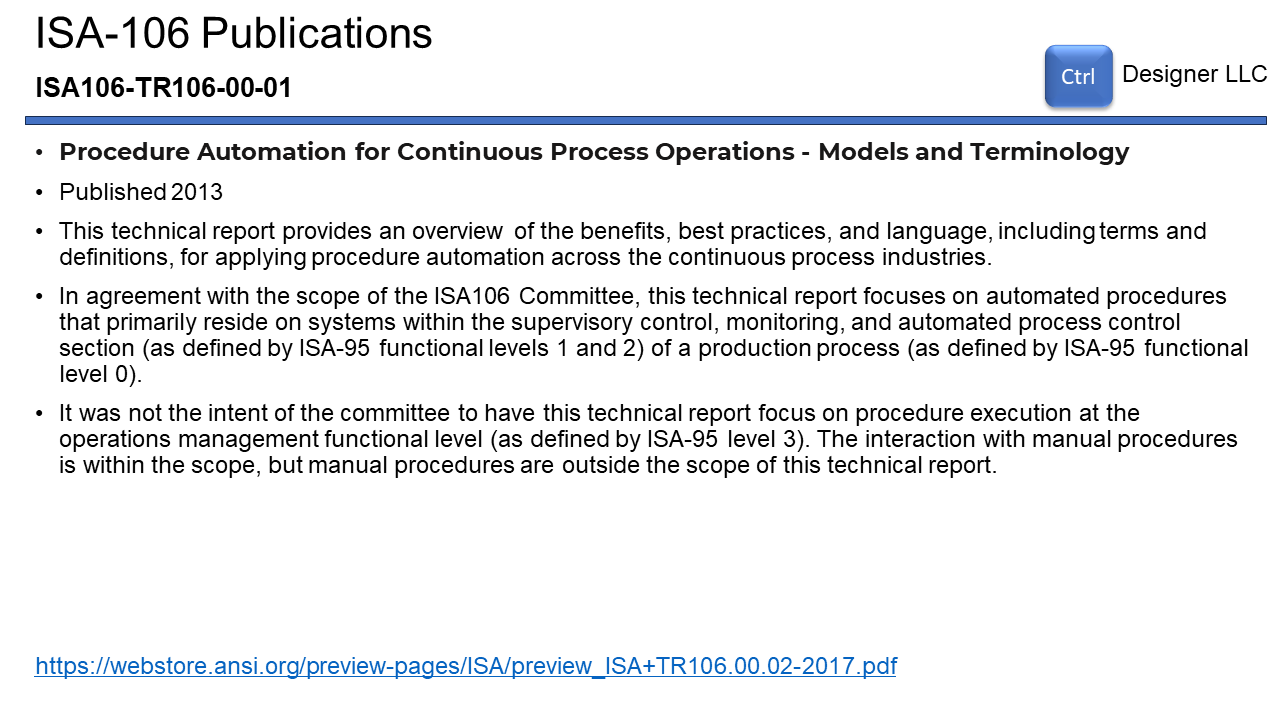 ISA-106 Publications
ISA106-TR106-00-01
Ctrl Designer LLC
• Procedure Automation for Continuous Process Operations - Models and Terminology
• Published 2013
• This technical report provides an overview of the benefits, best practices, and language, including terms and
definitions, for applying procedure automation across the continuous process industries.
• In agreement with the scope of the ISA106 Committee, this technical report focuses on automated procedures
that primarily reside on systems within the supervisory control, monitoring, and automated process control
section (as defined by ISA-95 functional levels 1 and 2) of a production process (as defined by ISA-95 functional
level 0).
• It was not the intent of the committee to have this technical report focus on procedure execution at the
operations management functional level (as defined by ISA-95 level 3). The interaction with manual procedures
is within the scope, but manual procedures are outside the scope of this technical report.
https://webstore.ansi.org/preview-pages/ISA/preview_ISA+TR106.00.02-2017.pdf